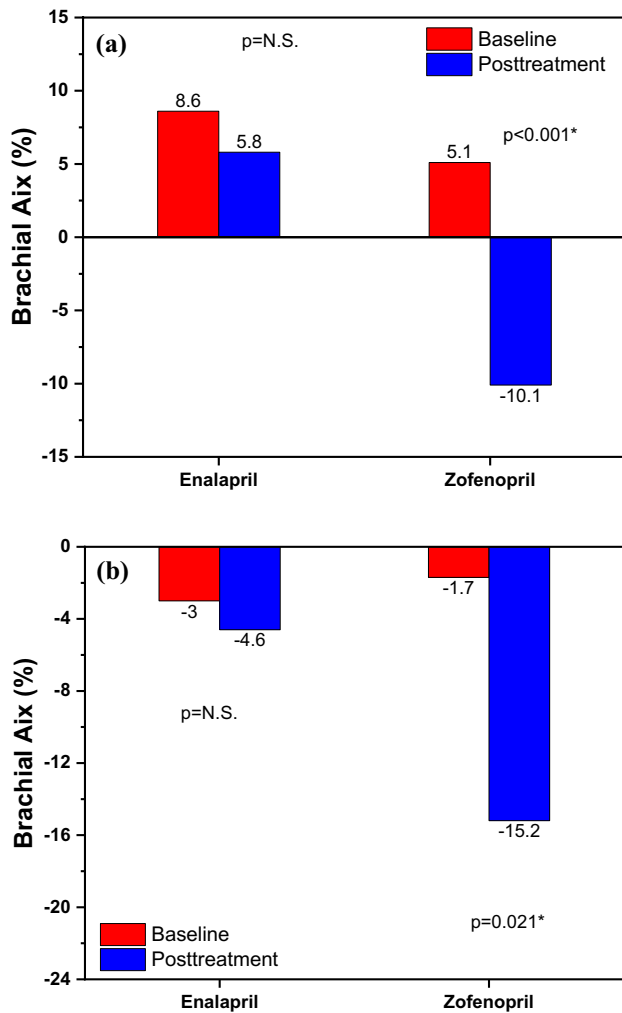 (a)
p=N.S.
Baseline
Posttreatment
p<0.001*
8.6
5.8
5.1
-10.1
15
10
5
0
-5
-10
-15
Brachial Aix (%)
Enalapril Zofenopril
(b)
0
-4
-8
-12
-16
-20
-24
Brachial Aix (%)
-3
-4.6
-1.7
-15.2
p=N.S.
p=0.021*
Baseline
Posttreatment
Enalapril Zofenopril